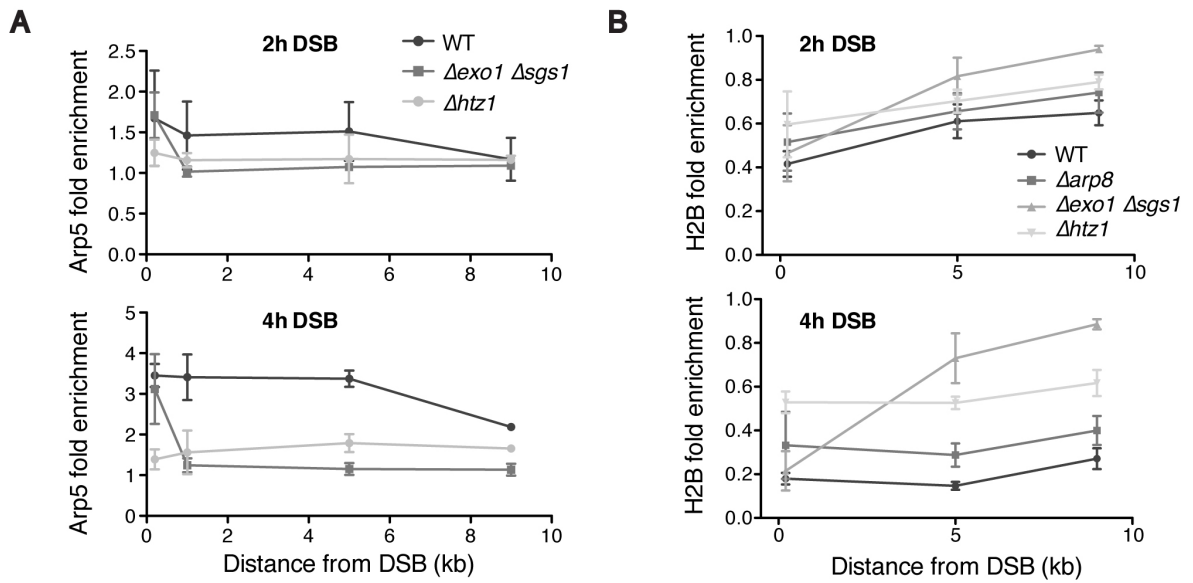 A
2h DSB
WT
Δexo1 Δsgs1
Δhtz1
Arp5 fold enrichment
2.5
2.0
1.5
1.0
0.5
0.0
0 2 4 6 8 10
4h DSB
Arp5 fold enrichment
5
4
3
2
1
0
0 2 4 6 8 10
Distance from DSB (kb)
B
2h DSB
H2B fold enrichment
1.0
0.8
0.6
0.4
0.2
0.0
WT
Δarp8
Δexo1 Δsgs1
Δhtz1
0 5 10
4h DSB
H2B fold enrichment
1.0
0.8
0.6
0.4
0.2
0.0
0 5 10
Distance from DSB (kb)